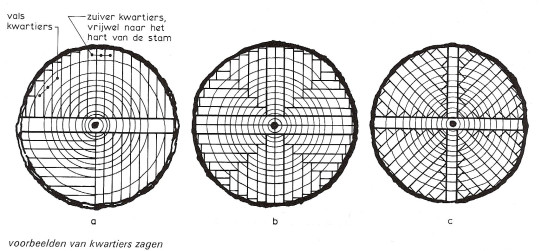 vals
kwartiers
zuiver kwartiers,
vrijwel naar het
hart van de stam
a
b
c
voorbeelden van kwartiers zagen